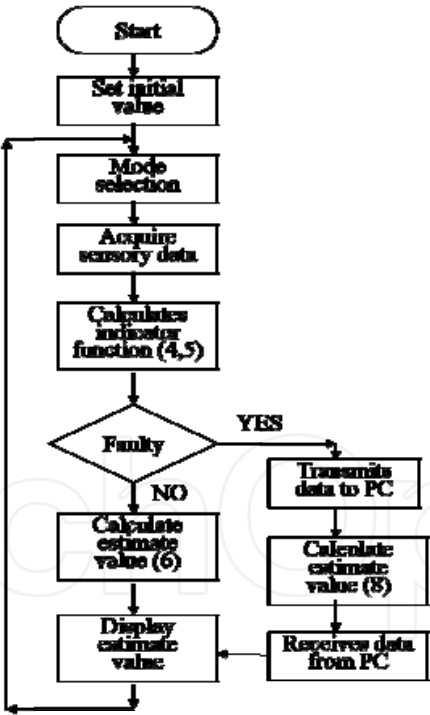 Start
Set initial
value
Mode
selection
Acquire
sensory data
Calculates
indicator
function (4,5)
Faulty
YES
NO
Transmits
data to PC
Calculate
estimate
value (6)
Calculate
estimate
value (8)
Display
estimate
value
Receives data
from PC